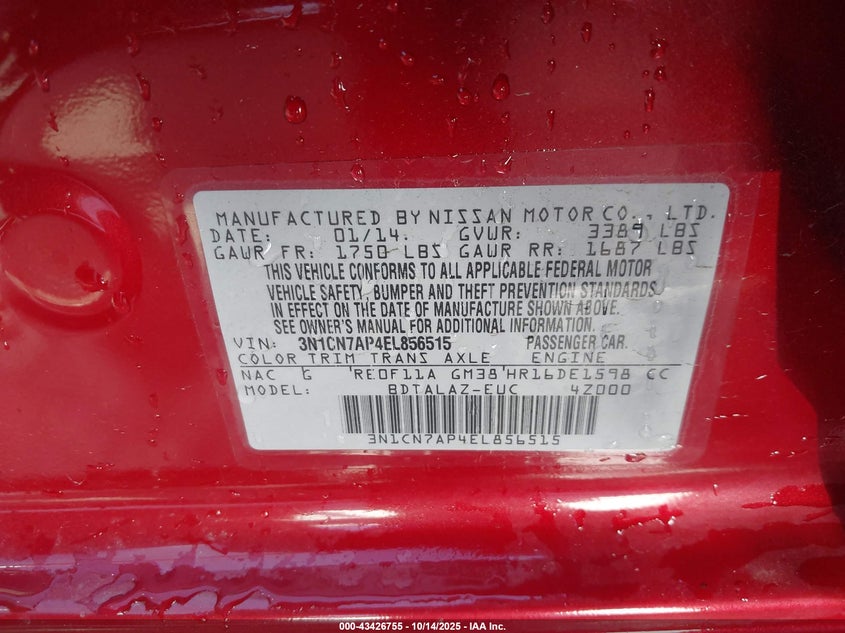 MANUFACTURED BY NISSAN MOTOR CO., LTD.
DATE: 01/14. GVWR: 3389 LBS
GAWR FR: 1750 LBS GAWR RR: 1687 LBS
THIS VEHICLE CONFORMS TO ALL APPLICABLE FEDERAL MOTOR
VEHICLE SAFETY, BUMPER AND THEFT PREVENTION STANDARDS
IN EFFECT ON THE DATE OF MANUFACTURE SHOWN ABOVE.
SEE OWNER'S MANUAL FOR ADDITIONAL INFORMATION.
VIN: 3N1CN7AP4EL856515 PASSENGER CAR.
COLOR TRIM TRANS AXLE ENGINE
NAC G RE0F11A GM38 HR16DE1598 CC
MODEL: BDTALAZ-EUC 4Z000
3N1CN7AP4EL856515
000-43426755 - 10/14/2025 - IAA Inc.